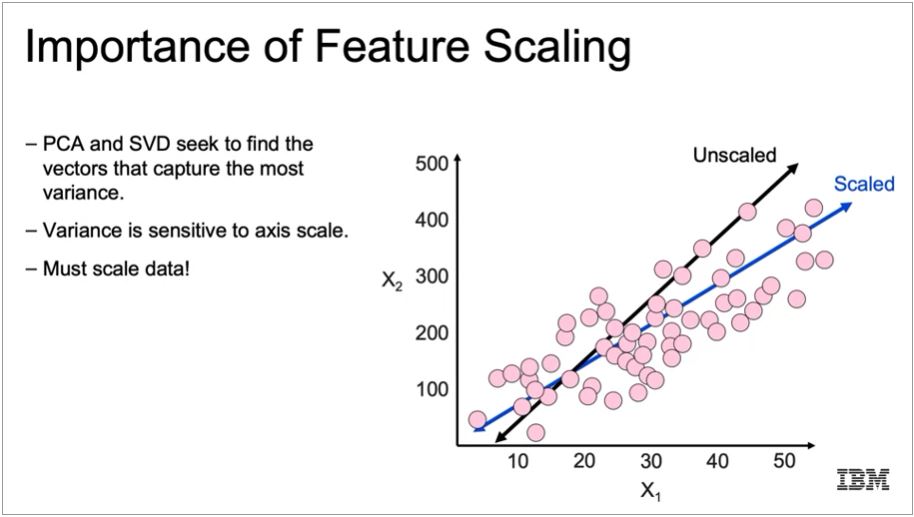 Importance of Feature Scaling
– PCA and SVD seek to find the
vectors that capture the most
variance.
– Variance is sensitive to axis scale.
– Must scale data!
Unscaled
Scaled
500
400
300
200
100
X₂
10 20 30 40 50
X₁
IBM